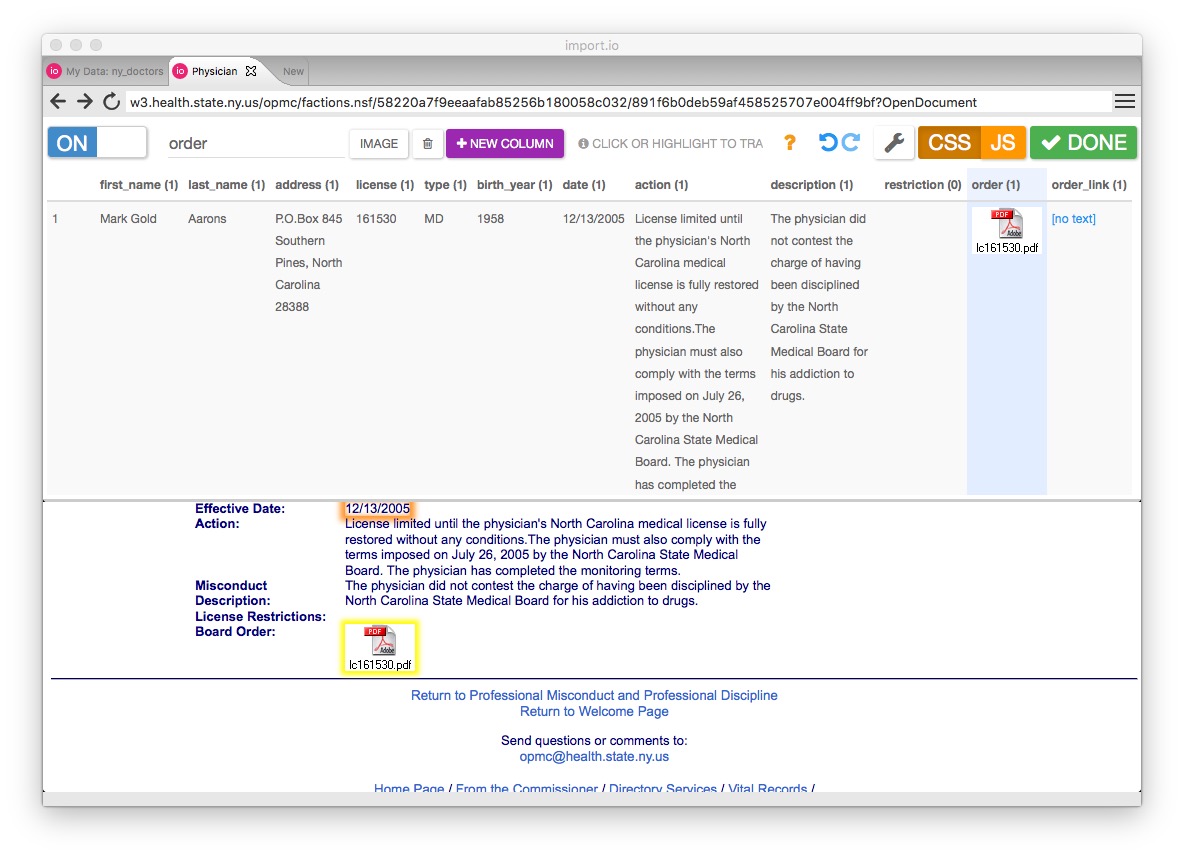 import.io
io My Data: ny_doctors io Physician New
w3.health.state.ny.us/opmc/factions.nsf/58220a7f9eeaafab85256b180058c032/891f6b0deb59af458525707e004ff9bf?OpenDocument
ON order IMAGE +NEW COLUMN CLICK OR HIGHLIGHT TO TRA ? CSS JS DONE
first_name (1) last_name (1) address (1) license (1) type (1) birth_year (1) date (1) action (1) description (1) restriction (0) order (1) order_link (1)
1 Mark Gold Aarons P.O.Box 845 161530 MD 1958 12/13/2005 License limited until The physician did PDF Adobe [no text]
Southern the physician's North not contest the lc161530.pdf
Pines, North Carolina medical charge of having
Carolina license is fully restored been disciplined
28388 without any by the North
conditions.The Carolina State
physician must also Medical Board for
comply with the terms his addiction to
imposed on July 26, drugs.
2005 by the North
Carolina State Medical
Board. The physician
has completed the
Effective Date: 12/13/2005
Action: License limited until the physician's North Carolina medical license is fully
restored without any conditions.The physician must also comply with the
terms imposed on July 26, 2005 by the North Carolina State Medical
Board. The physician has completed the monitoring terms.
Misconduct The physician did not contest the charge of having been disciplined by the
Description: North Carolina State Medical Board for his addiction to drugs.
License Restrictions:
Board Order: PDF Adobe
lc161530.pdf
Return to Professional Misconduct and Professional Discipline
Return to Welcome Page
Send questions or comments to:
opmc@health.state.ny.us
Home Page / From the Commissioner / Directory Services / Vital Records /